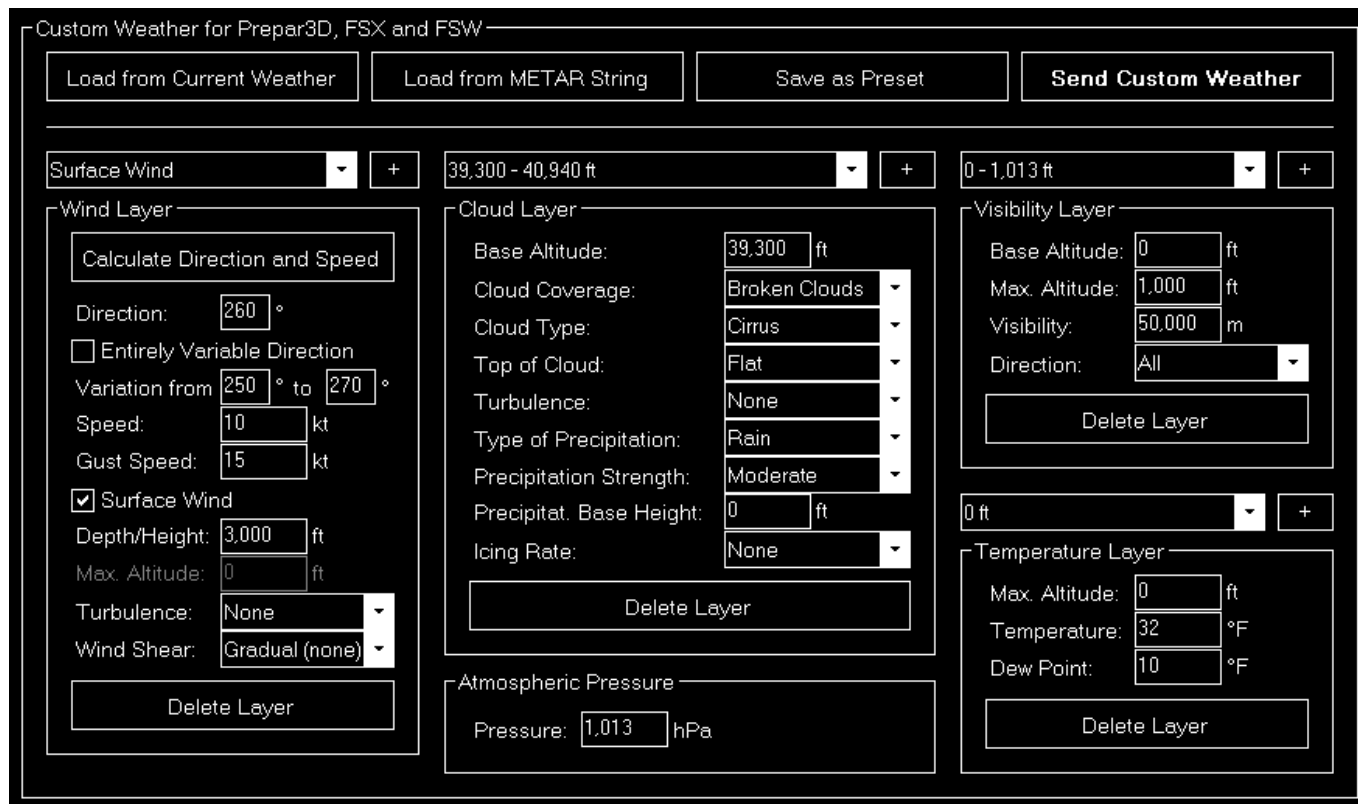 Custom Weather for Prepar3D, FSX and FSW
Load from Current Weather
Load from METAR String
Save as Preset
Send Custom Weather
Surface Wind
+
Wind Layer
Calculate Direction and Speed
Direction: 260 °
Entirely Variable Direction
Variation from 250 ° to 270 °
Speed: 10 kt
Gust Speed: 15 kt
Surface Wind
Depth/Height: 3,000 ft
Max. Altitude: 0 ft
Turbulence: None
Wind Shear: Gradual (none)
Delete Layer
39,300 - 40,940 ft
+
Cloud Layer
Base Altitude: 39,300 ft
Cloud Coverage: Broken Clouds
Cloud Type: Cirrus
Top of Cloud: Flat
Turbulence: None
Type of Precipitation: Rain
Precipitation Strength: Moderate
Precipitat. Base Height: 0 ft
Icing Rate: None
Delete Layer
Atmospheric Pressure
Pressure: 1,013 hPa
0 - 1,013 ft
+
Visibility Layer
Base Altitude: 0 ft
Max. Altitude: 1,000 ft
Visibility: 50,000 m
Direction: All
Delete Layer
0 ft
+
Temperature Layer
Max. Altitude: 0 ft
Temperature: 32 °F
Dew Point: 10 °F
Delete Layer